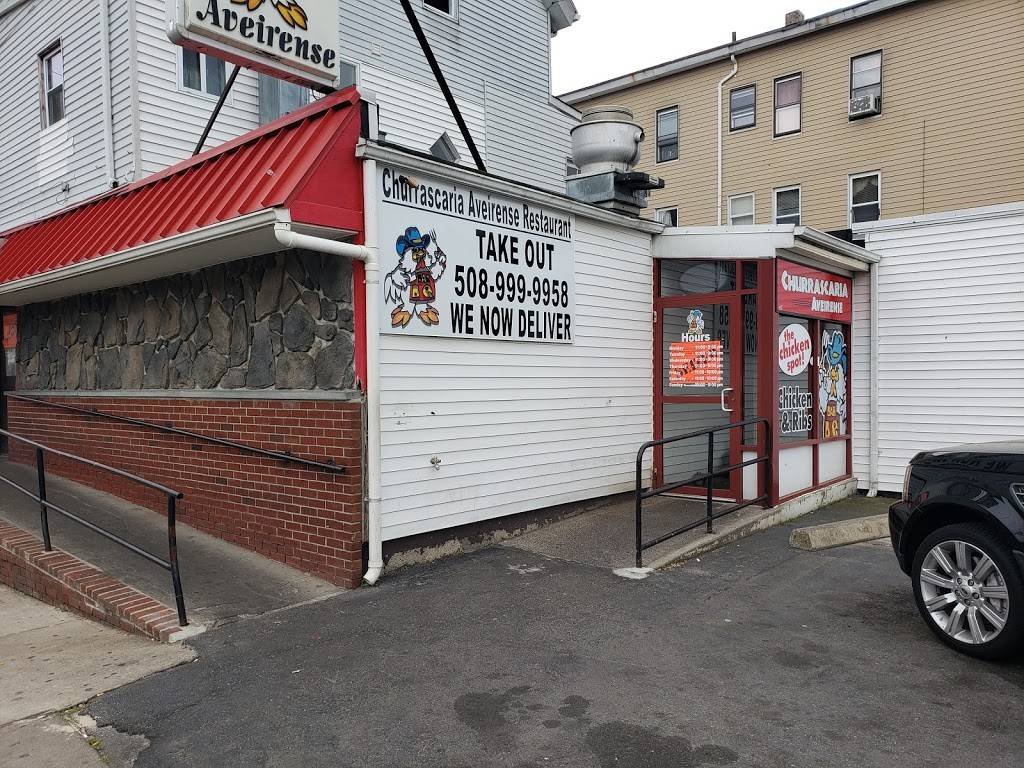 Aveirense
Churrascaria Aveirense Restaurant
TAKE OUT
508-999-9958
WE NOW DELIVER
Hours
CHURRASCARIA
AVEIRENSE
the
chicken
spot!
Chicken
& Ribs